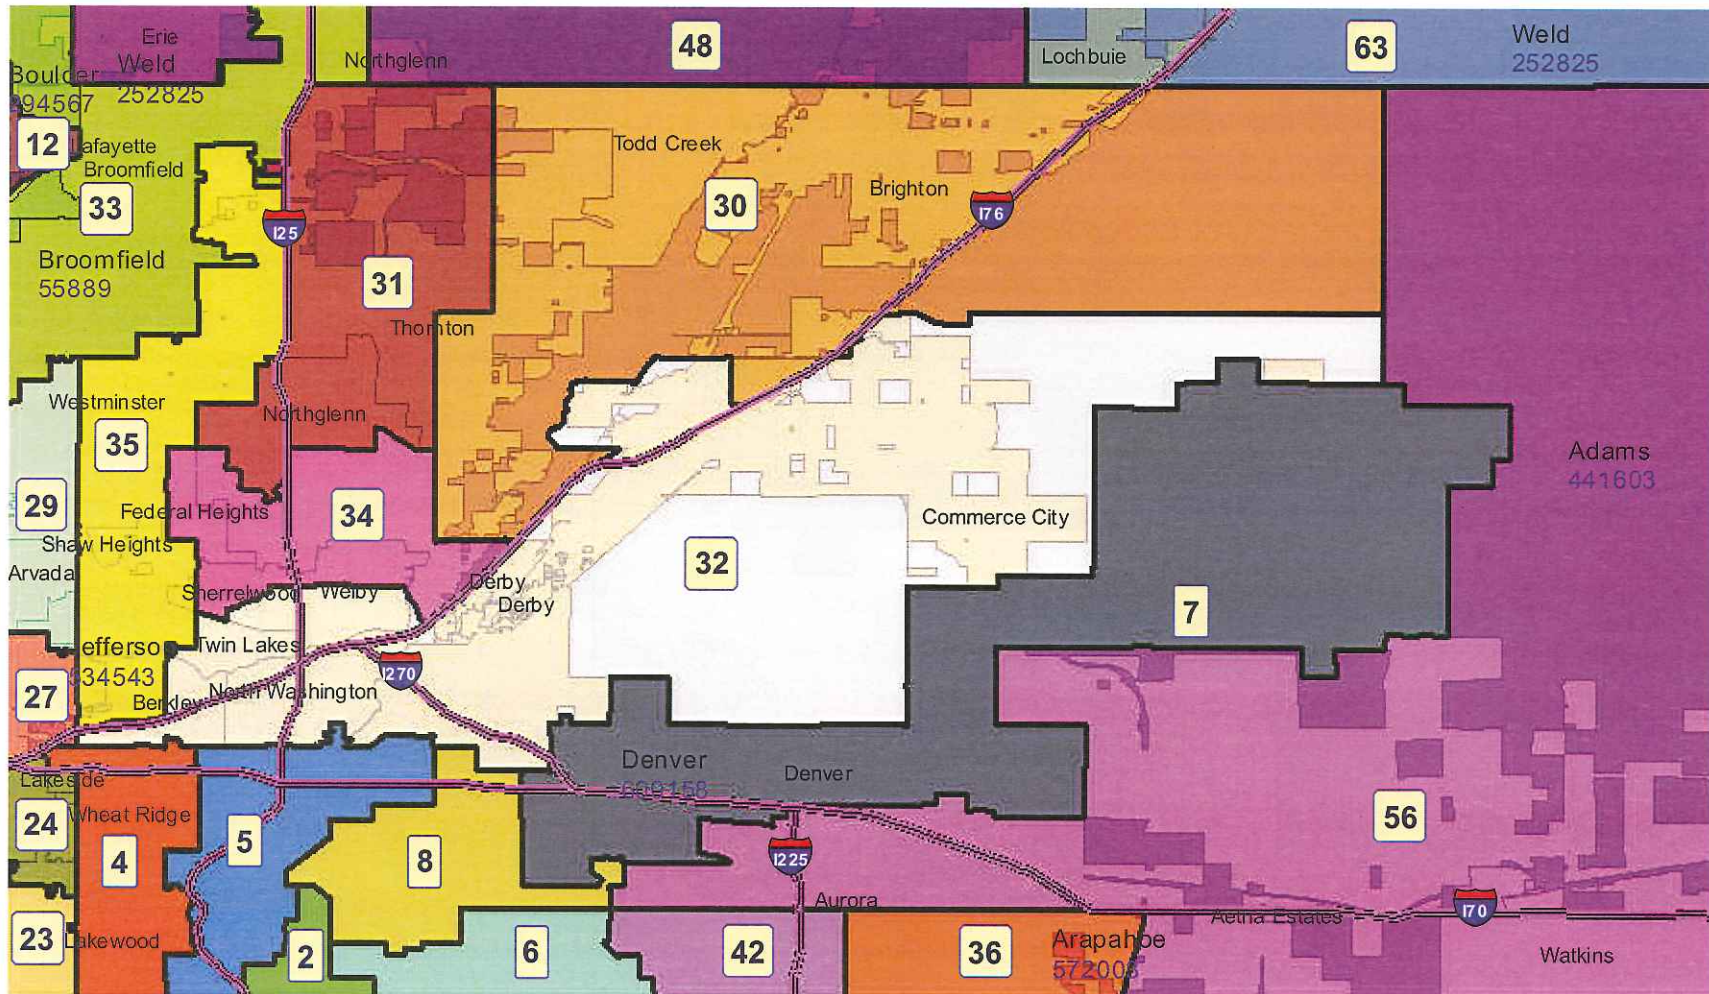 Erie
Weld
252825
Northglenn
48
Lochbuie
63
Weld
252825
Boulder
294567
12
Lafayette
Broomfield
33
Todd Creek
30
Brighton
I76
I25
Broomfield
55889
31
Thornton
Westminster
35
Northglenn
Adams
441603
29
Federal Heights
34
Commerce City
Shaw Heights
Arvada
32
Derby
Derby
Sherrelwood
Welby
7
Jefferson
534543
Twin Lakes
27
I270
Berkley
North Washington
Denver
Denver
Lakeside
24
Wheat Ridge
4
5
8
I225
56
Aurora
Aetna Estates
I70
23
Lakewood
2
6
42
36
Arapahoe
Watkins